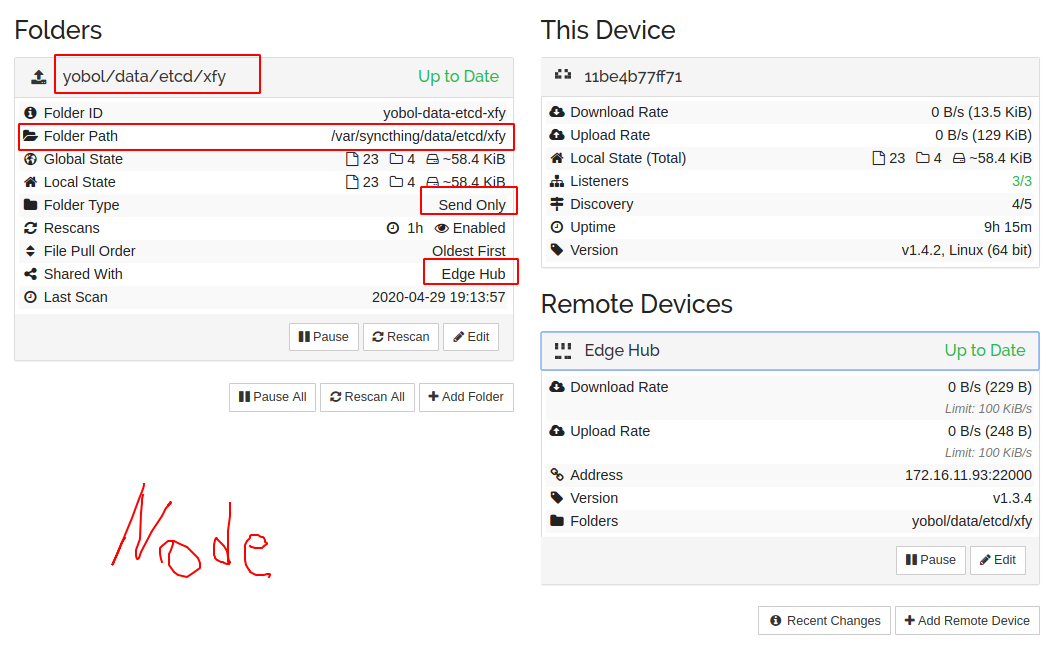 Folders
yobol/data/etcd/xfy Up to Date
Folder ID yobol-data-etcd-xfy
Folder Path /var/syncthing/data/etcd/xfy
Global State 23 4 ~58.4 KiB
Local State 23 4 ~58.4 KiB
Folder Type Send Only
Rescans 1h Enabled
File Pull Order Oldest First
Shared With Edge Hub
Last Scan 2020-04-29 19:13:57
Pause Rescan Edit
Pause All Rescan All Add Folder
Node
This Device
11be4b77ff71
Download Rate 0 B/s (13.5 KiB)
Upload Rate 0 B/s (129 KiB)
Local State (Total) 23 4 ~58.4 KiB
Listeners 3/3
Discovery 4/5
Uptime 9h 15m
Version v1.4.2, Linux (64 bit)
Remote Devices
Edge Hub Up to Date
Download Rate 0 B/s (229 B)
Limit: 100 KiB/s
Upload Rate 0 B/s (248 B)
Limit: 100 KiB/s
Address 172.16.11.93:22000
Version v1.3.4
Folders yobol/data/etcd/xfy
Pause Edit
Recent Changes Add Remote Device